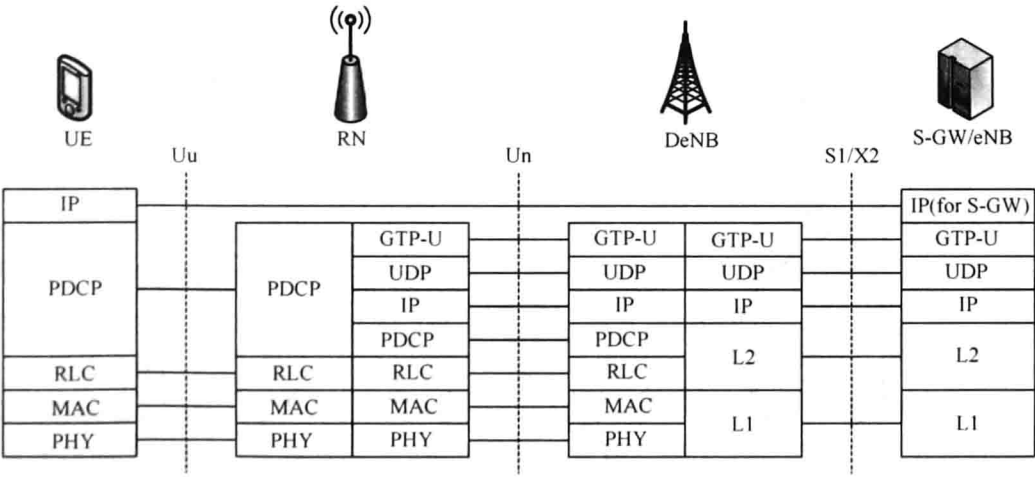 UE
RN
DeNB
S-GW/eNB
Uu
Un
S1/X2
IP
IP(for S-GW)
GTP-U
GTP-U
GTP-U
GTP-U
UDP
UDP
UDP
UDP
PDCP
PDCP
IP
IP
IP
IP
PDCP
PDCP
L2
L2
RLC
RLC
RLC
RLC
MAC
MAC
MAC
MAC
L1
L1
PHY
PHY
PHY
PHY